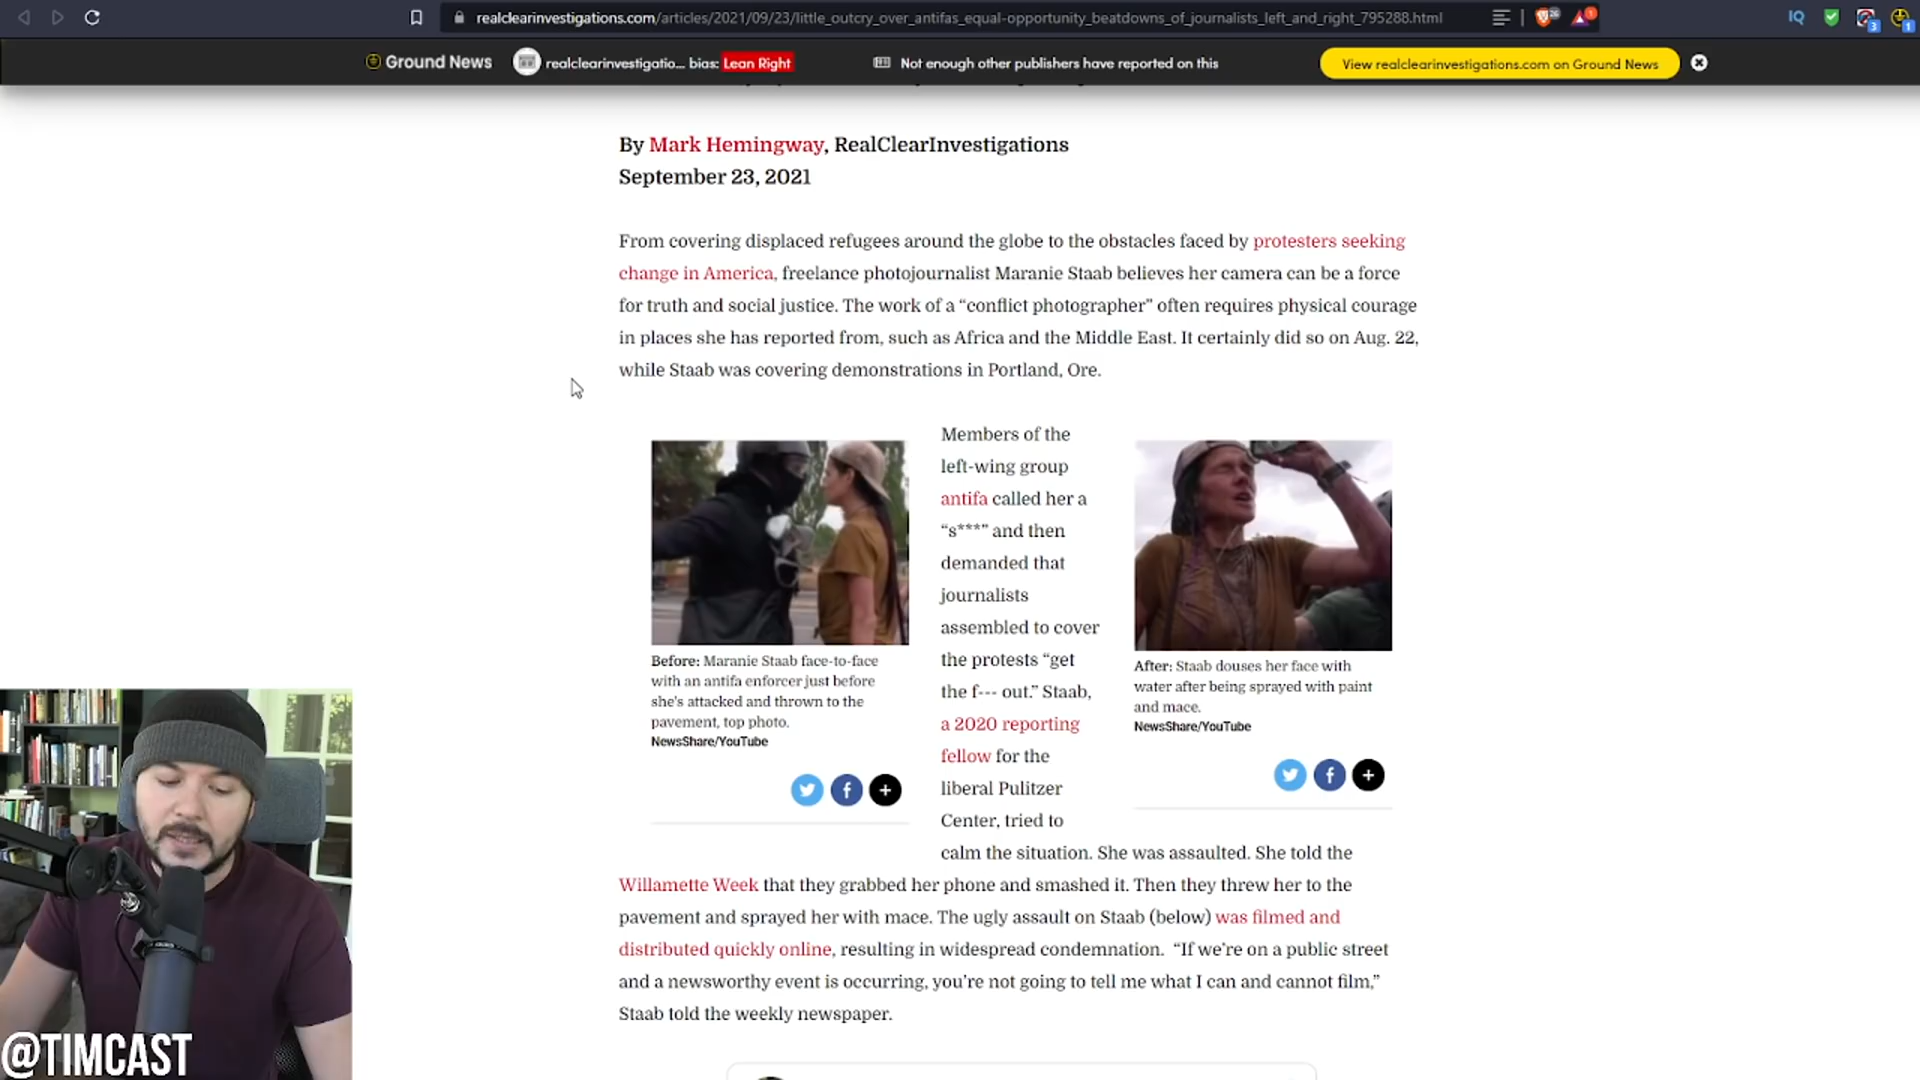 realclearinvestigations.com/articles/2021/09/23/little_outcry_over_antifas_equal-opportunity_beatdowns_of_journalists_left_and_right_795288.html
26
1
IQ
3
1
Ground News
realclearinvestigatio... bias: Lean Right
Not enough other publishers have reported on this
View realclearinvestigations.com on Ground News
By Mark Hemingway, RealClearInvestigations
September 23, 2021
From covering displaced refugees around the globe to the obstacles faced by protesters seeking
change in America, freelance photojournalist Maranie Staab believes her camera can be a force
for truth and social justice. The work of a “conflict photographer” often requires physical courage
in places she has reported from, such as Africa and the Middle East. It certainly did so on Aug. 22,
while Staab was covering demonstrations in Portland, Ore.
Before: Maranie Staab face-to-face
with an antifa enforcer just before
she's attacked and thrown to the
pavement, top photo.
NewsShare/YouTube
Members of the
left-wing group
antifa called her a
“s***” and then
demanded that
journalists
assembled to cover
the protests “get
the f--- out.” Staab,
a 2020 reporting
fellow for the
liberal Pulitzer
Center, tried to
After: Staab douses her face with
water after being sprayed with paint
and mace.
NewsShare/YouTube
calm the situation. She was assaulted. She told the
Willamette Week that they grabbed her phone and smashed it. Then they threw her to the
pavement and sprayed her with mace. The ugly assault on Staab (below) was filmed and
distributed quickly online, resulting in widespread condemnation. “If we’re on a public street
and a newsworthy event is occurring, you’re not going to tell me what I can and cannot film,”
Staab told the weekly newspaper.
@TIMCAST